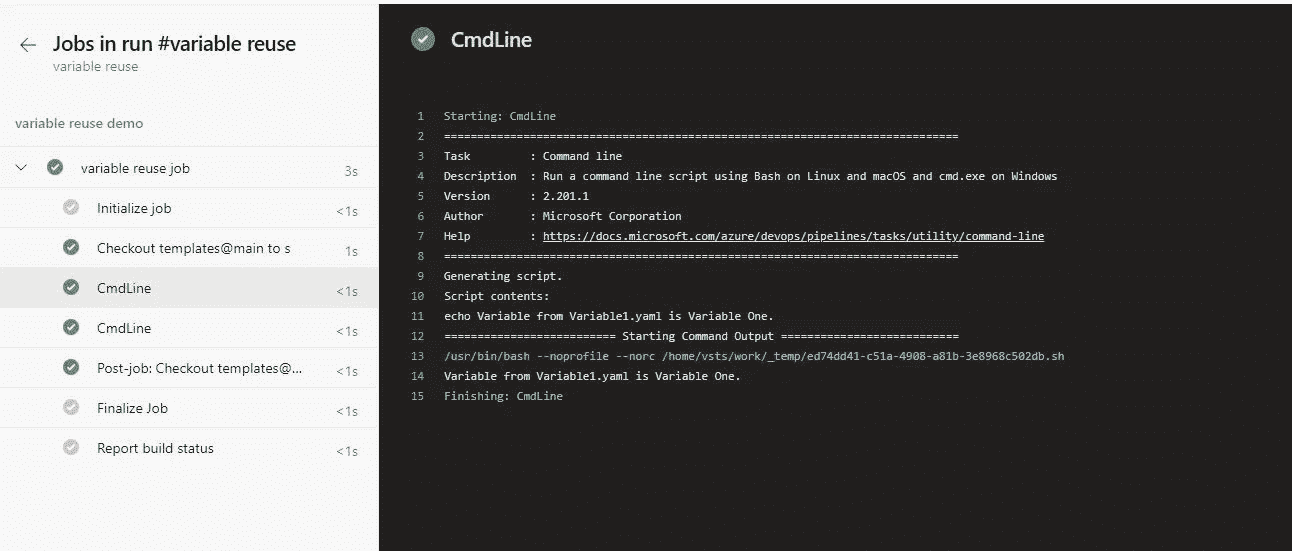 Jobs in run #variable reuse
variable reuse
variable reuse demo
variable reuse job 3s
Initialize job <1s
Checkout templates@main to s 1s
CmdLine <1s
CmdLine <1s
Post-job: Checkout templates@... <1s
Finalize Job <1s
Report build status <1s
CmdLine
1 Starting: CmdLine
2 ==============================================================================
3 Task : Command line
4 Description : Run a command line script using Bash on Linux and macOS and cmd.exe on Windows
5 Version : 2.201.1
6 Author : Microsoft Corporation
7 Help : https://docs.microsoft.com/azure/devops/pipelines/tasks/utility/command-line
8 ==============================================================================
9 Generating script.
10 Script contents:
11 echo Variable from Variable1.yaml is Variable One.
12 ========================== Starting Command Output ===========================
13 /usr/bin/bash --noprofile --norc /home/vsts/work/_temp/ed74dd41-c51a-4908-a81b-3e8968c502db.sh
14 Variable from Variable1.yaml is Variable One.
15 Finishing: CmdLine